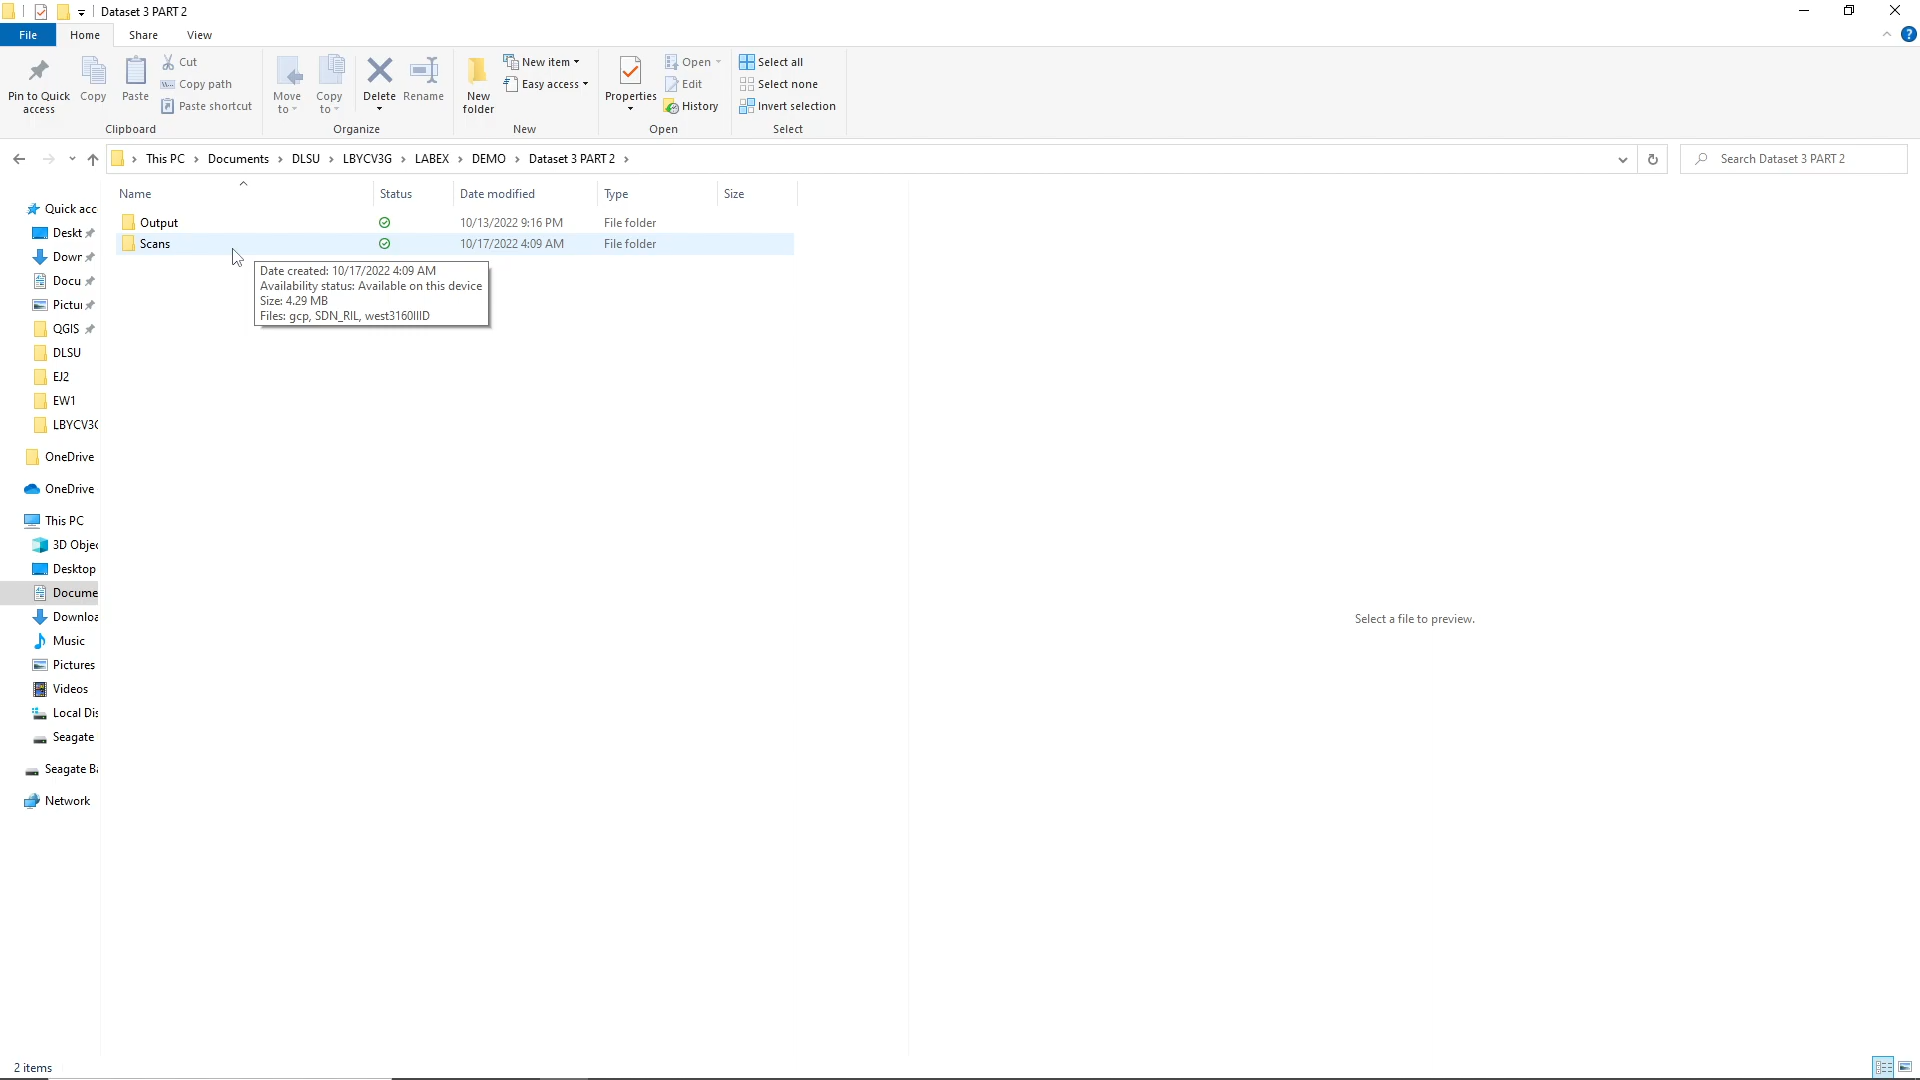 Dataset 3 PART 2
File
Home
Share
View
?
Pin to Quick
access
Copy
Paste
Cut
Copy path
Paste shortcut
Clipboard
Move
to
Copy
to
Delete
Rename
Organize
New
folder
New item
Easy access
New
Properties
Open
Edit
History
Open
Select all
Select none
Invert selection
Select
This PC
Documents
DLSU
LBYCV3G
LABEX
DEMO
Dataset 3 PART 2
Search Dataset 3 PART 2
Name
Status
Date modified
Type
Size
Output
10/13/2022 9:16 PM
File folder
Scans
10/17/2022 4:09 AM
File folder
Date created: 10/17/2022 4:09 AM
Availability status: Available on this device
Size: 4.29 MB
Files: gcp, SDN_RIL, west3160IIID
Quick acc
Deskt
Dowr
Docu
Pictu
QGIS
DLSU
EJ2
EW1
LBYCV3G
OneDrive
OneDrive
This PC
3D Objec
Desktop
Docume
Downloa
Music
Pictures
Videos
Local Dis
Seagate
Seagate Ba
Network
Select a file to preview.
2 items